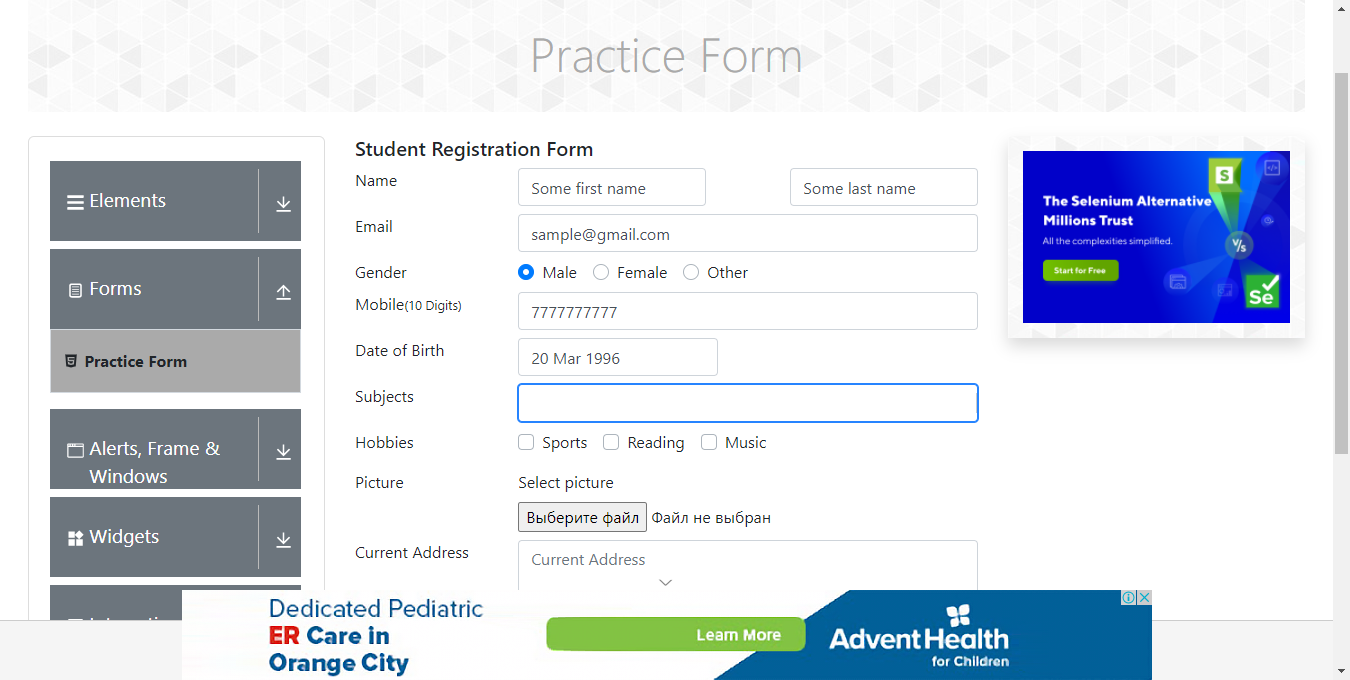 Practice Form
Elements
Forms
Practice Form
Alerts, Frame &
Windows
Widgets
Student Registration Form
Name
Some first name
Some last name
Email
sample@gmail.com
Gender
Male
Female
Other
Mobile(10 Digits)
7777777777
Date of Birth
20 Mar 1996
Subjects
Hobbies
Sports
Reading
Music
Picture
Select picture
Выберите файл
Файл не выбран
Current Address
Current Address
The Selenium Alternative
Millions Trust
All the complexities simplified.
Start for Free
S
V/s
Se
Dedicated Pediatric
ER Care in
Orange City
Learn More
AdventHealth
for Children